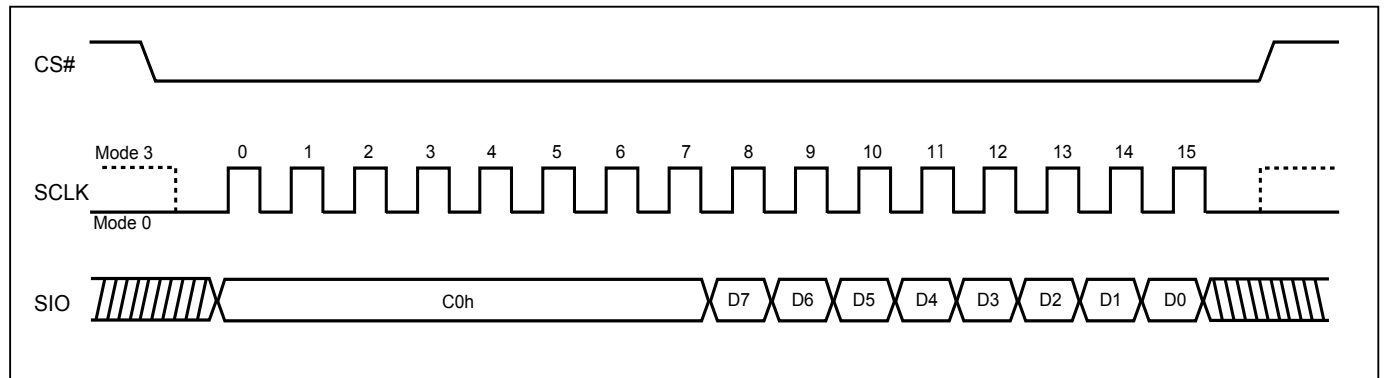 CS#
Mode 3 0 1 2 3 4 5 6 7 8 9 10 11 12 13 14 15
SCLK
Mode 0
SIO C0h D7 D6 D5 D4 D3 D2 D1 D0